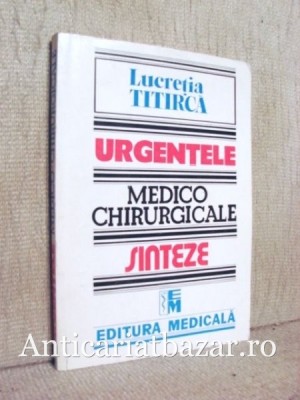 Lucreția
TITIRCA
URGENTELE
MEDICO
CHIRURGICALE
SINTEZE
EM
EDITURA MEDICALĂ
Anticariatbazar.ro